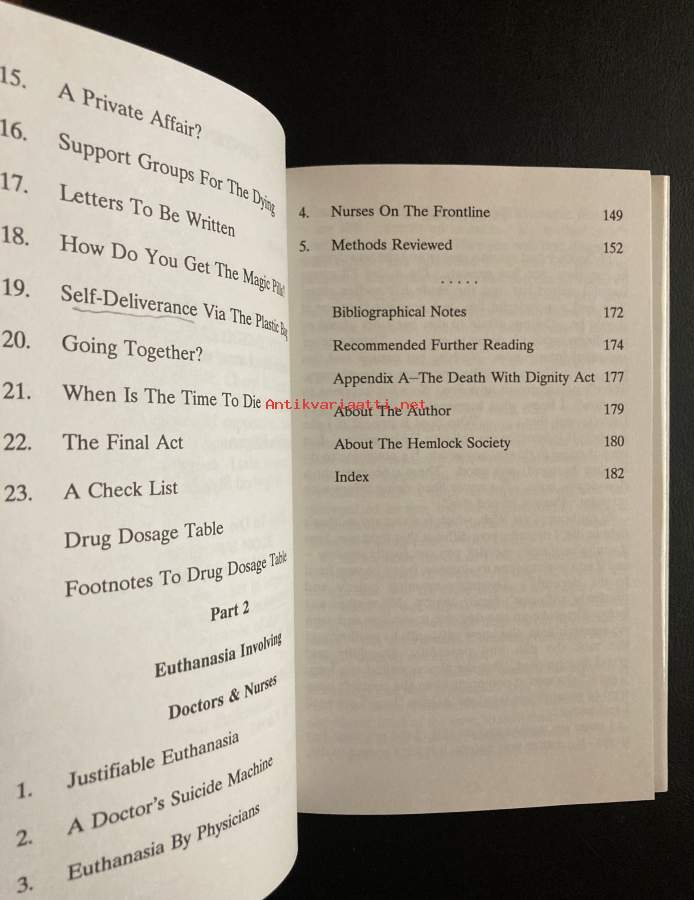 15. A Private Affair?
16. Support Groups For The Dying
17. Letters To Be Written
18. How Do You Get The Magic Pills?
19. Self-Deliverance Via The Plastic Bag
20. Going Together?
21. When Is The Time To Die
22. The Final Act
23. A Check List
Drug Dosage Table
Footnotes To Drug Dosage Table
Part 2
Euthanasia Involving
Doctors & Nurses
1. Justifiable Euthanasia
2. A Doctor's Suicide Machine
3. Euthanasia By Physicians
4. Nurses On The Frontline 149
5. Methods Reviewed 152
.....
Bibliographical Notes 172
Recommended Further Reading 174
Appendix A—The Death With Dignity Act 177
About The Author 179
About The Hemlock Society 180
Index 182
Antikvariaatti.net